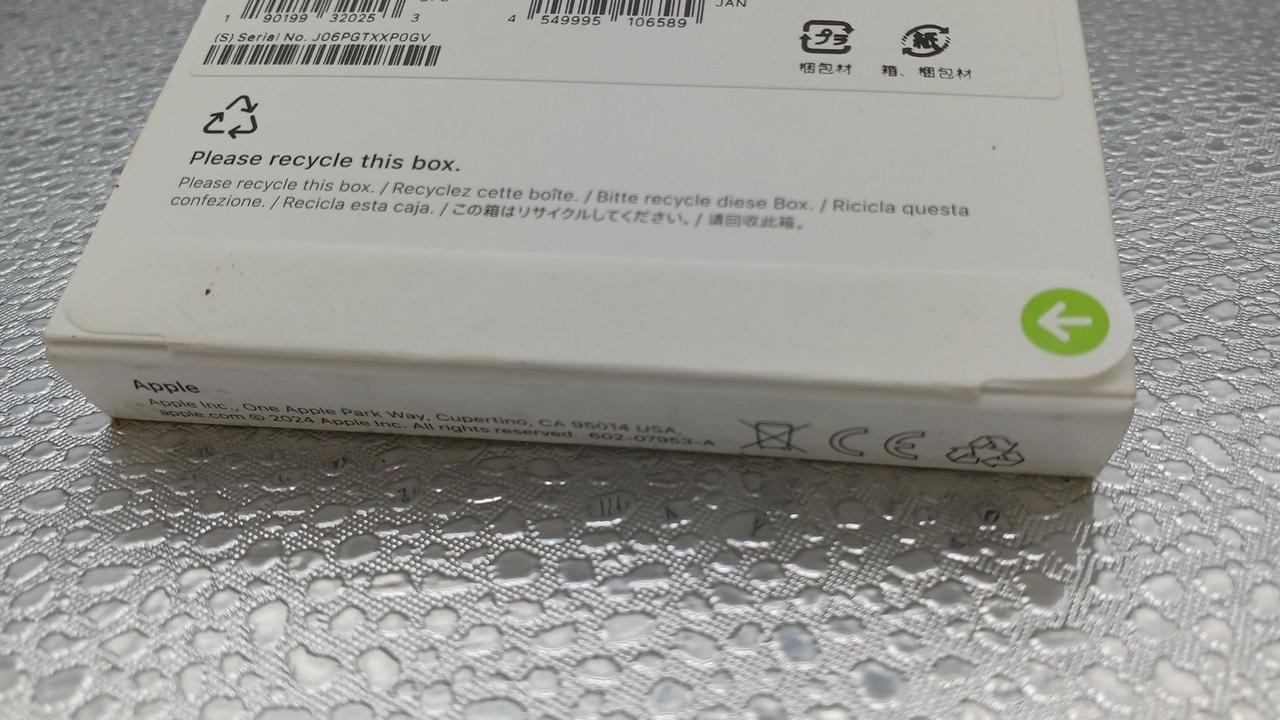 JAN
1 90199 32025 3
4 549995 106589
(S) Serial No. J06PGTXXP0GV
プラ 紙
梱包材 箱、梱包材
Please recycle this box.
Please recycle this box. / Recyclez cette boîte. / Bitte recycle diese Box. / Ricicla questa
confezione. / Recicla esta caja. / この箱はリサイクルしてください。/ 请回收此箱。
Apple
Apple Inc., One Apple Park Way, Cupertino, CA 95014 USA,
apple.com © 2024 Apple Inc. All rights reserved. 602-07953-A
CE